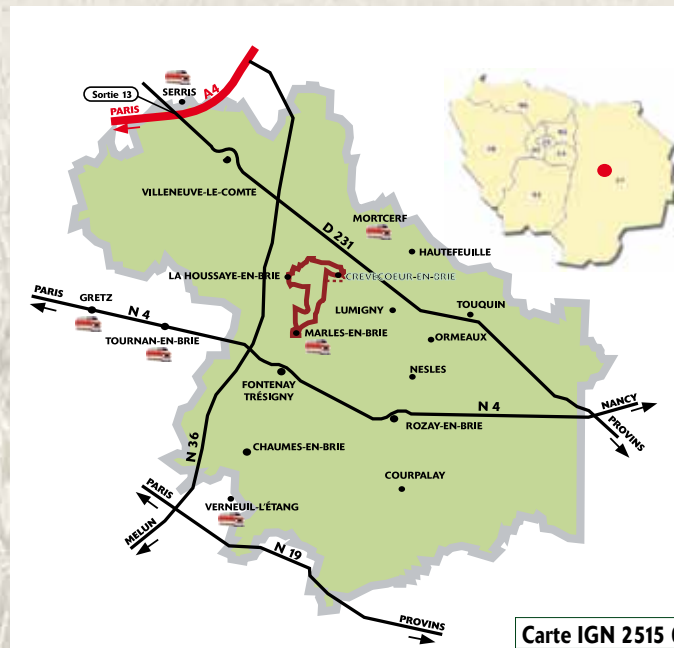 Sortie 13
SERRIS
A4
PARIS
VILLENEUVE-LE-COMTE
MORTCERF
D 231
HAUTEFEUILLE
LA HOUSSAYE-EN-BRIE
CREVECOEUR-EN-BRIE
PARIS
GRETZ
N 4
LUMIGNY
TOUQUIN
TOURNAN-EN-BRIE
MARLES-EN-BRIE
ORMEAUX
FONTENAY
TRÉSIGNY
NESLES
N 4
NANCY
PROVINS
ROZAY-EN-BRIE
N 36
CHAUMES-EN-BRIE
COURPALAY
PARIS
VERNEUIL-L'ÉTANG
MELUN
N 19
PROVINS
Carte IGN 2515